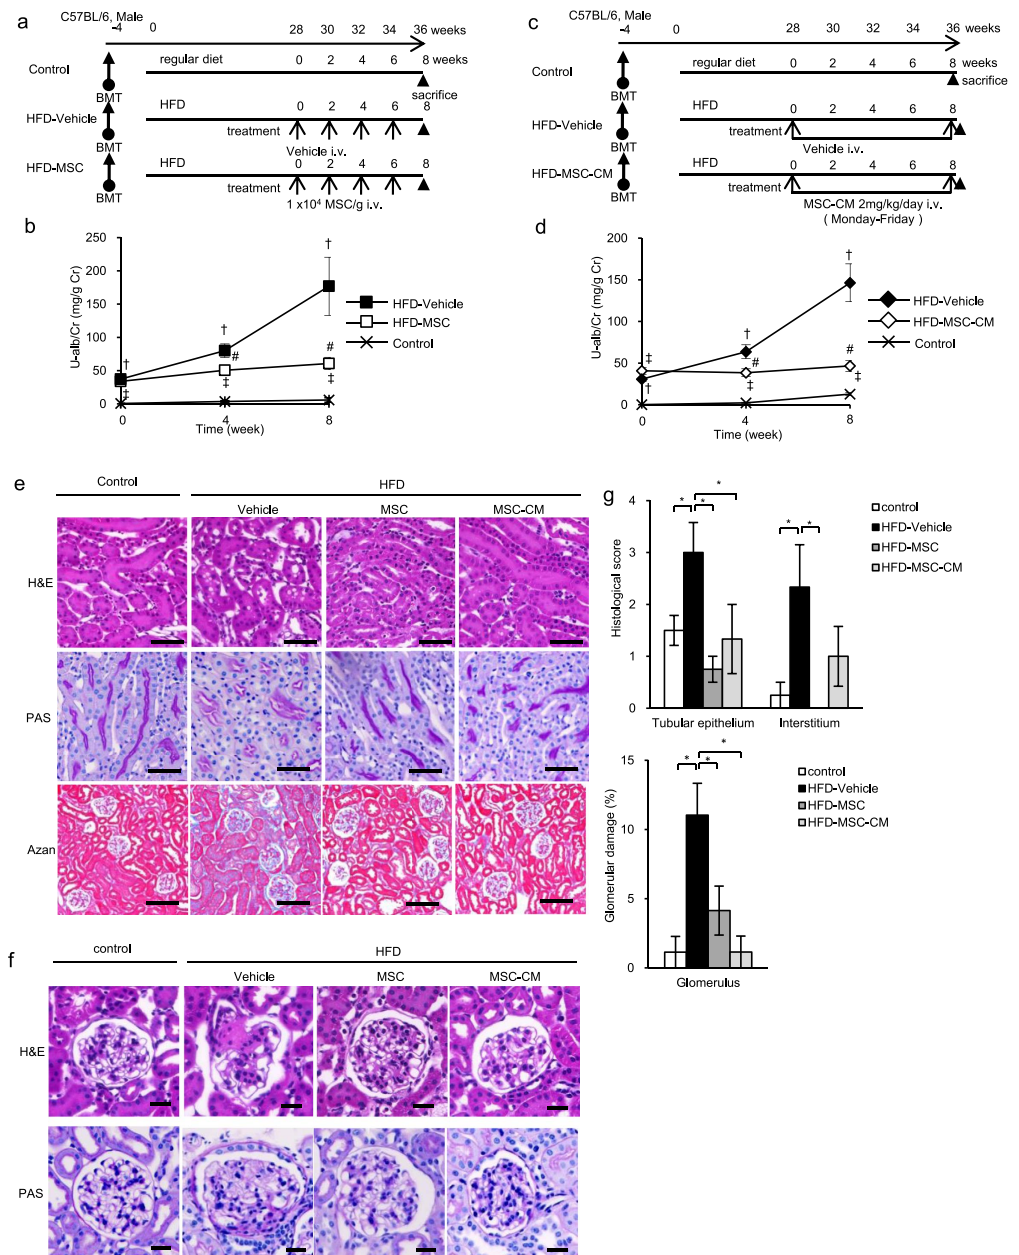 a
C57BL/6, Male
-4 0 28 30 32 34 36 weeks
Control
regular diet 0 2 4 6 8 weeks
BMT
sacrifice
HFD-Vehicle
HFD 0 2 4 6 8
treatment
BMT
Vehicle i.v.
HFD-MSC
HFD 0 2 4 6 8
treatment
BMT
1 x10⁴ MSC/g i.v.
c
C57BL/6, Male
-4 0 28 30 32 34 36 weeks
Control
regular diet 0 2 4 6 8 weeks
BMT
sacrifice
HFD-Vehicle
HFD 0 2 4 6 8
treatment
BMT
Vehicle i.v.
HFD-MSC-CM
HFD 0 2 4 6 8
treatment
BMT
MSC-CM 2mg/kg/day i.v.
( Monday-Friday )
b
U-alb/Cr (mg/g Cr)
250
200
150
100
50
0
† † †
# #
‡ ‡ ‡
0 4 8
Time (week)
HFD-Vehicle
HFD-MSC
Control
d
U-alb/Cr (mg/g Cr)
200
150
100
50
0
† † †
# #
‡ ‡ ‡
0 4 8
Time (week)
HFD-Vehicle
HFD-MSC-CM
Control
e
Control HFD
Vehicle MSC MSC-CM
H&E
PAS
Azan
g
Histological score
4
3
2
1
0
* * *
* *
Tubular epithelium Interstitium
control
HFD-Vehicle
HFD-MSC
HFD-MSC-CM
Glomerular damage (%)
15
10
5
0
* * *
Glomerulus
control
HFD-Vehicle
HFD-MSC
HFD-MSC-CM
f
control HFD
Vehicle MSC MSC-CM
H&E
PAS